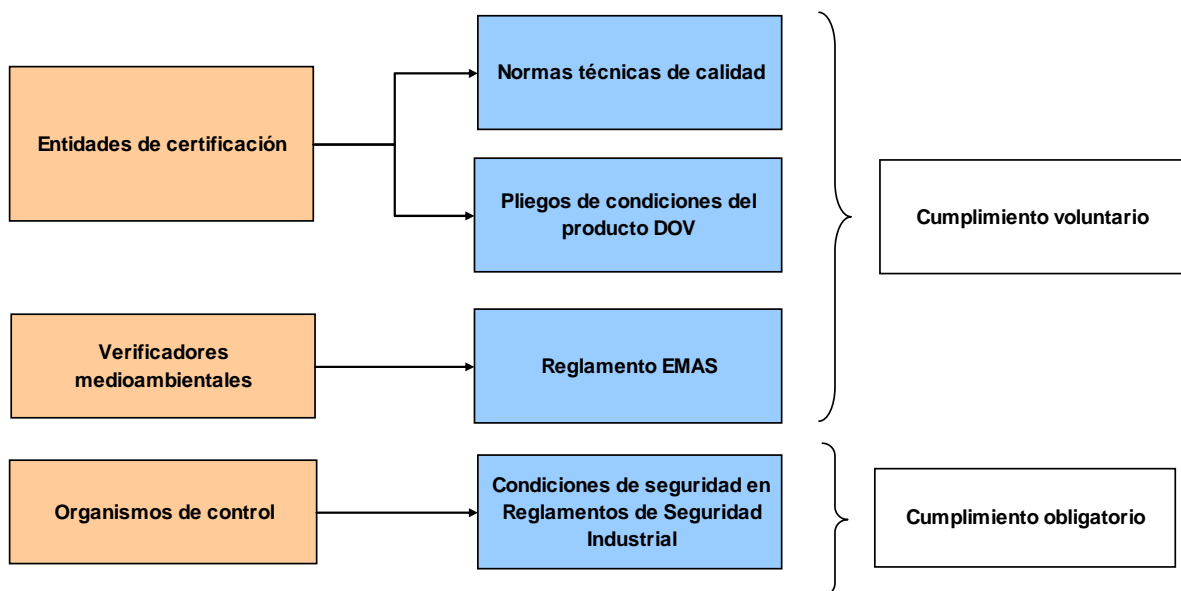 Entidades de certificación
Normas técnicas de calidad
Pliegos de condiciones del
producto DOV
Cumplimiento voluntario
Verificadores
medioambientales
Reglamento EMAS
Organismos de control
Condiciones de seguridad en
Reglamentos de Seguridad
Industrial
Cumplimiento obligatorio